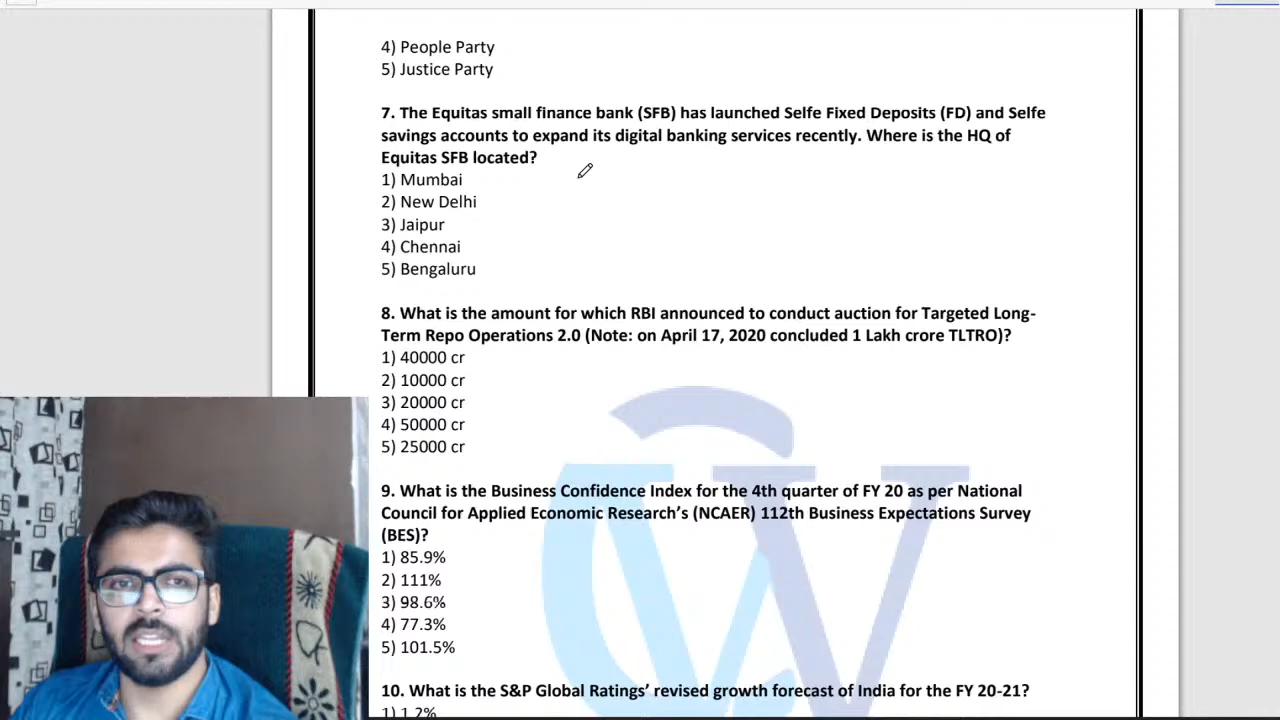 4) People Party
5) Justice Party
7. The Equitas small finance bank (SFB) has launched Selfe Fixed Deposits (FD) and Selfe
savings accounts to expand its digital banking services recently. Where is the HQ of
Equitas SFB located?
1) Mumbai
2) New Delhi
3) Jaipur
4) Chennai
5) Bengaluru
8. What is the amount for which RBI announced to conduct auction for Targeted Long-
Term Repo Operations 2.0 (Note: on April 17, 2020 concluded 1 Lakh crore TLTRO)?
1) 40000 cr
2) 10000 cr
3) 20000 cr
4) 50000 cr
5) 25000 cr
9. What is the Business Confidence Index for the 4th quarter of FY 20 as per National
Council for Applied Economic Research’s (NCAER) 112th Business Expectations Survey
(BES)?
1) 85.9%
2) 111%
3) 98.6%
4) 77.3%
5) 101.5%
10. What is the S&P Global Ratings’ revised growth forecast of India for the FY 20-21?
1) 1.2%